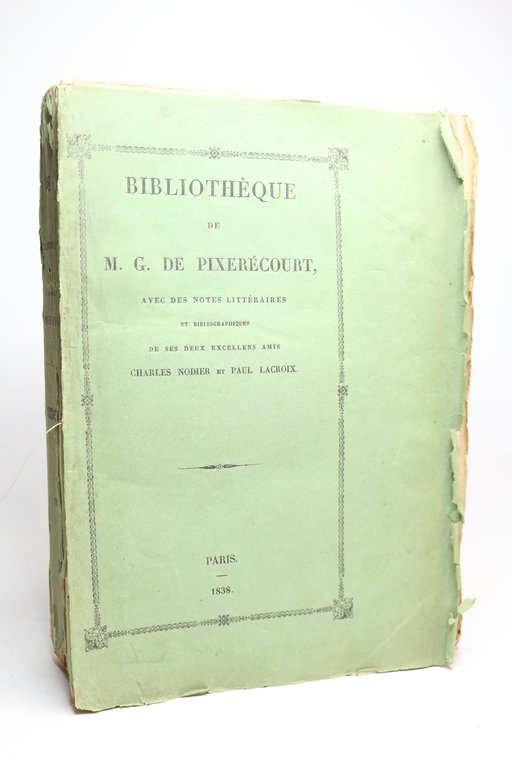 BIBLIOTHÈQUE
DE
M. G. DE PIXERÉCOURT,
AVEC DES NOTES LITTÉRAIRES
ET BIBLIOGRAPHIQUES
DE SES DEUX EXCELLENS AMIS
CHARLES NODIER ET PAUL LACROIX.
PARIS.
1838.